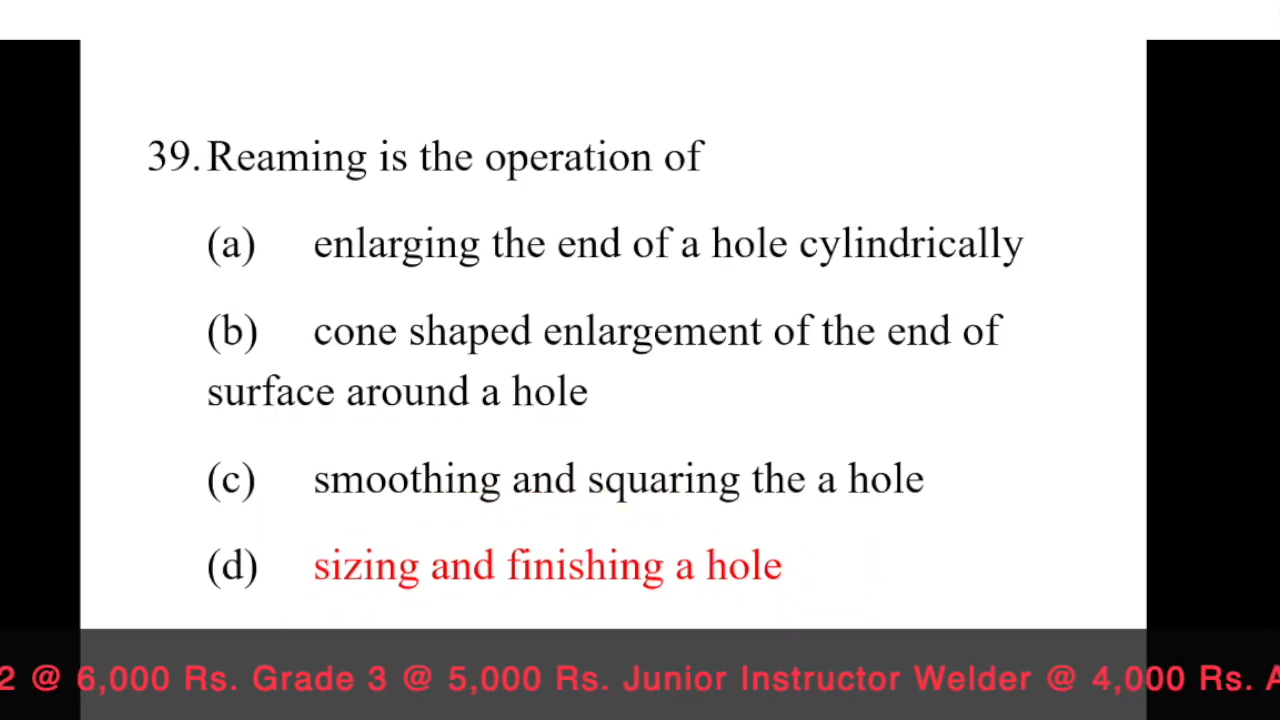 39. Reaming is the operation of
(a) enlarging the end of a hole cylindrically
(b) cone shaped enlargement of the end of
surface around a hole
(c) smoothing and squaring the a hole
(d) sizing and finishing a hole
2 @ 6,000 Rs. Grade 3 @ 5,000 Rs. Junior Instructor Welder @ 4,000 Rs. A